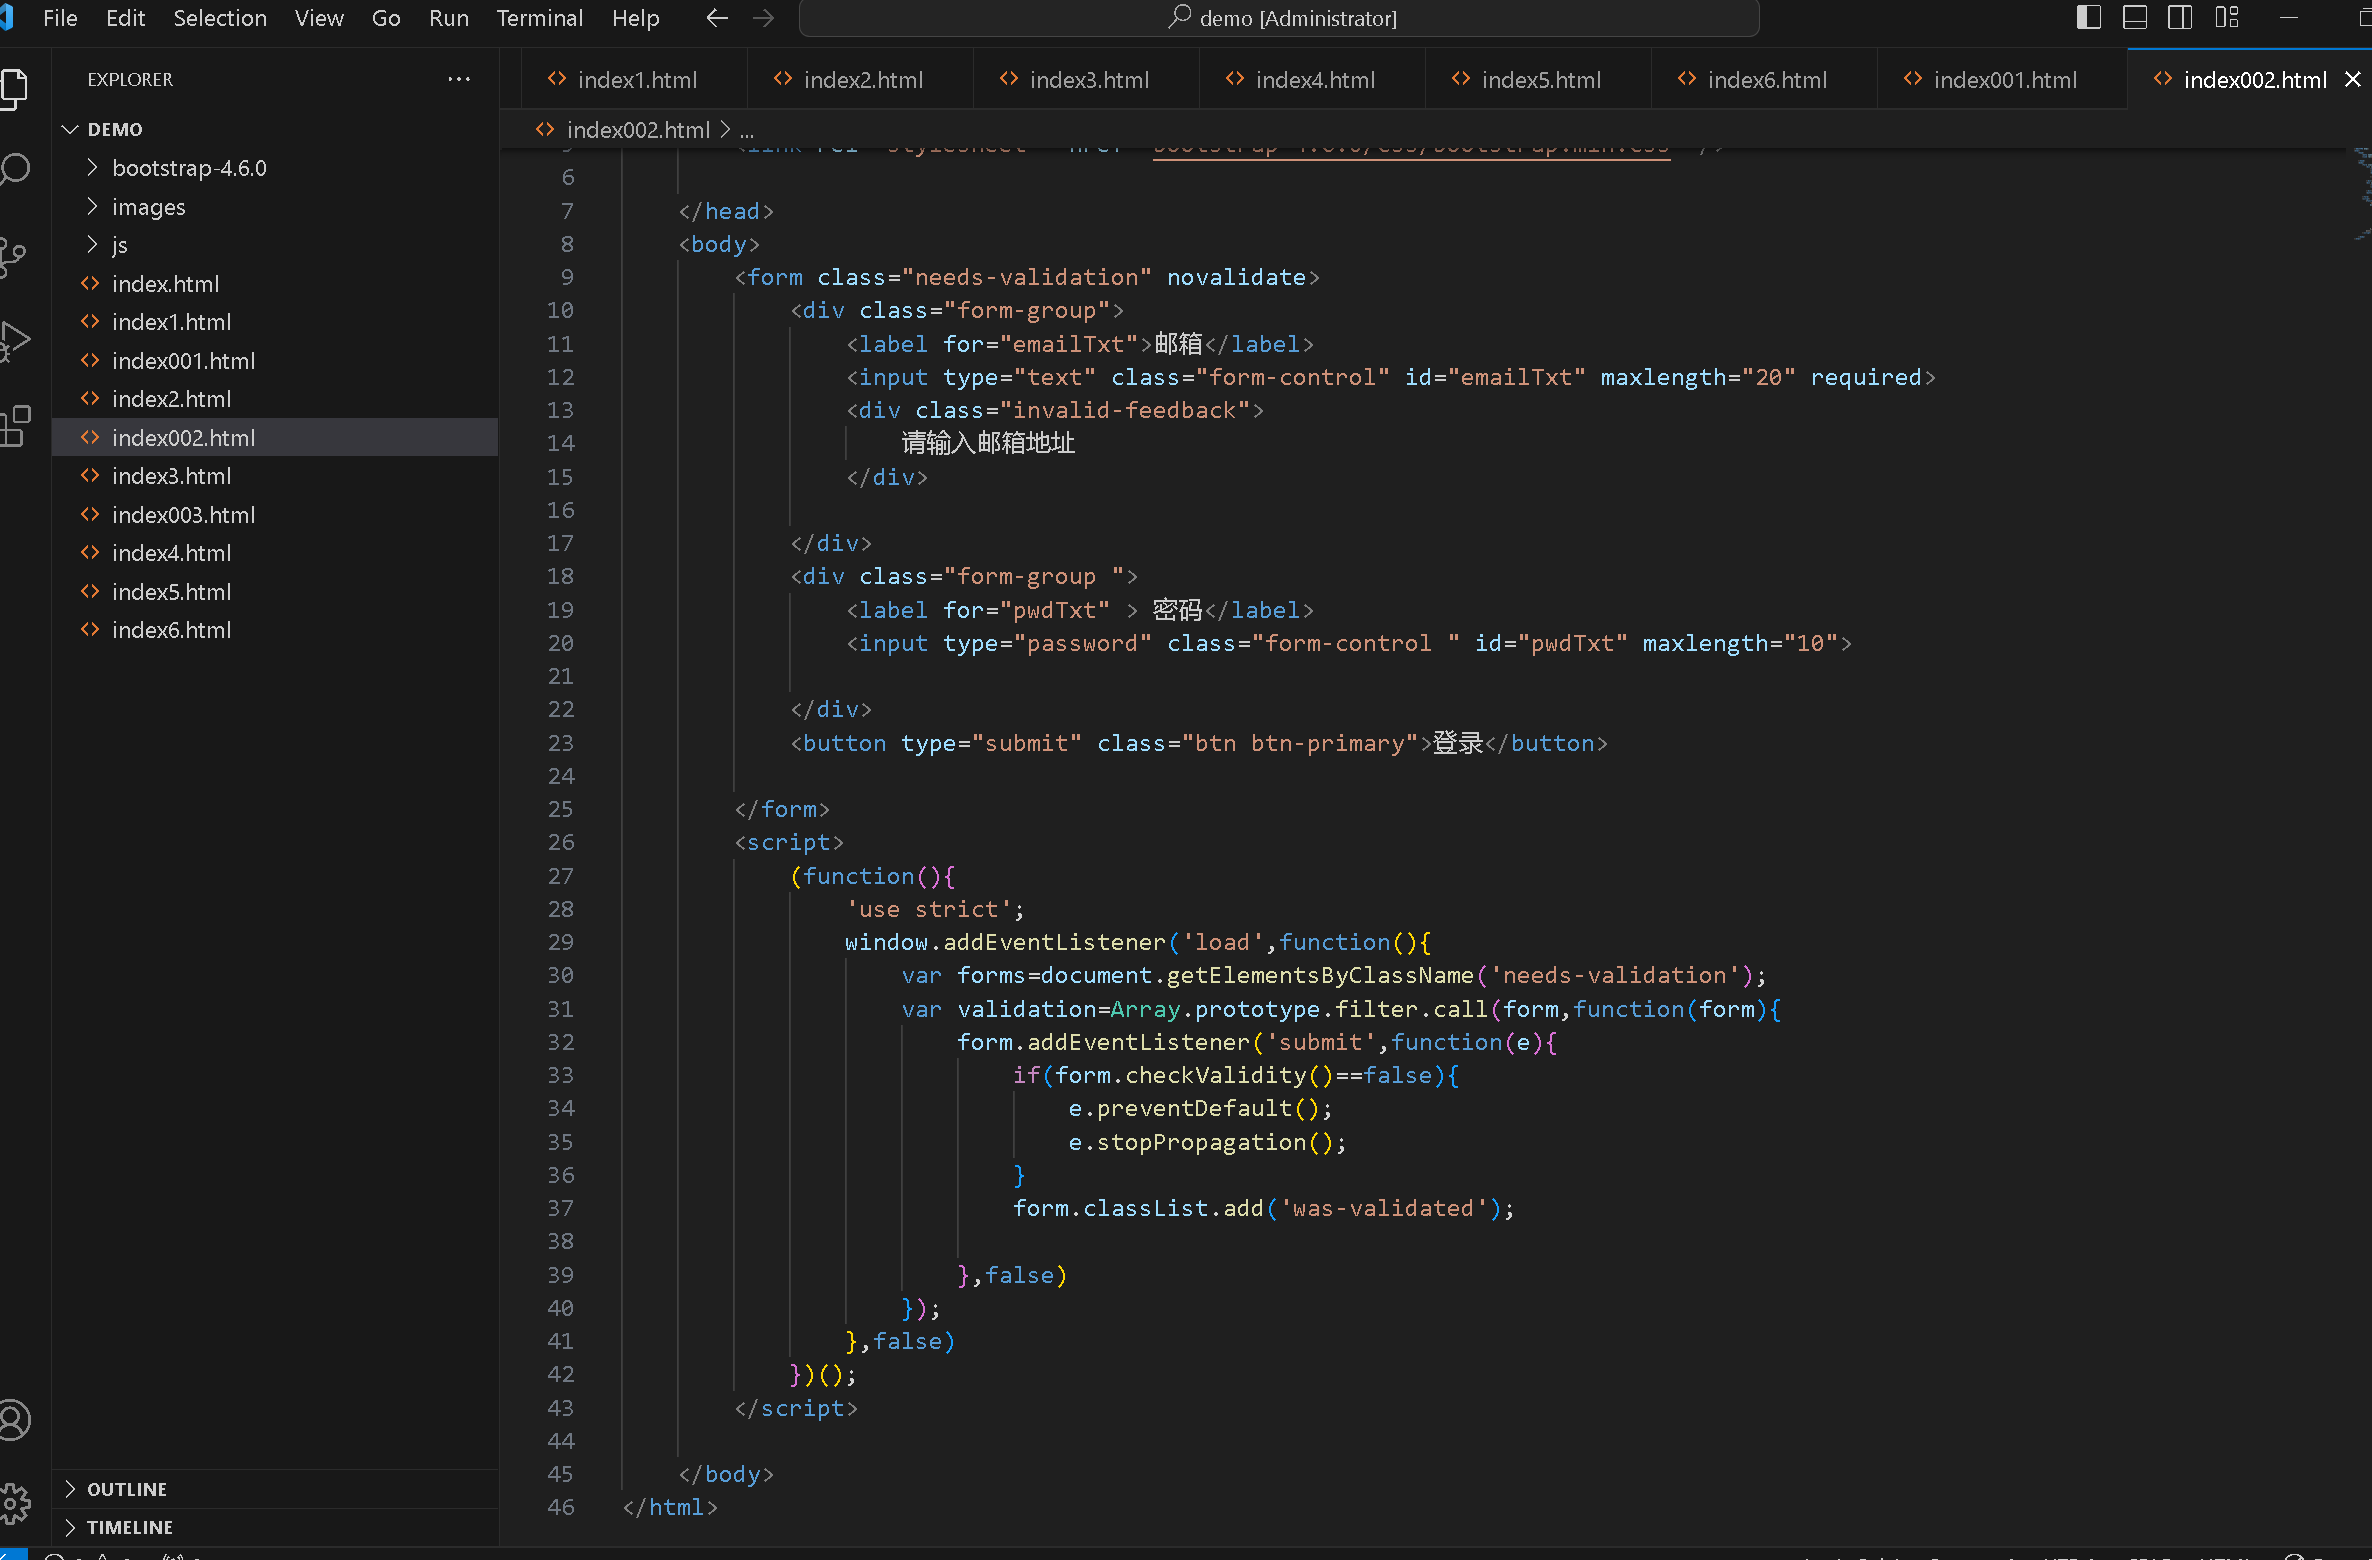 File Edit Selection View Go Run Terminal Help
demo [Administrator]
EXPLORER
DEMO
bootstrap-4.6.0
images
js
index.html
index1.html
index001.html
index2.html
index002.html
index3.html
index003.html
index4.html
index5.html
index6.html
OUTLINE
TIMELINE
index1.html index2.html index3.html index4.html index5.html index6.html index001.html index002.html
index002.html > ...
6
7 </head>
8 <body>
9 <form class="needs-validation" novalidate>
10 <div class="form-group">
11 <label for="emailTxt">邮箱</label>
12 <input type="text" class="form-control" id="emailTxt" maxlength="20" required>
13 <div class="invalid-feedback">
14 请输入邮箱地址
15 </div>
16
17 </div>
18 <div class="form-group ">
19 <label for="pwdTxt" > 密码</label>
20 <input type="password" class="form-control " id="pwdTxt" maxlength="10">
21
22 </div>
23 <button type="submit" class="btn btn-primary">登录</button>
24
25 </form>
26 <script>
27 (function(){
28 'use strict';
29 window.addEventListener('load',function(){
30 var forms=document.getElementsByClassName('needs-validation');
31 var validation=Array.prototype.filter.call(form,function(form){
32 form.addEventListener('submit',function(e){
33 if(form.checkValidity()==false){
34 e.preventDefault();
35 e.stopPropagation();
36 }
37 form.classList.add('was-validated');
38
39 },false)
40 });
41 },false)
42 })();
43 </script>
44
45 </body>
46 </html>